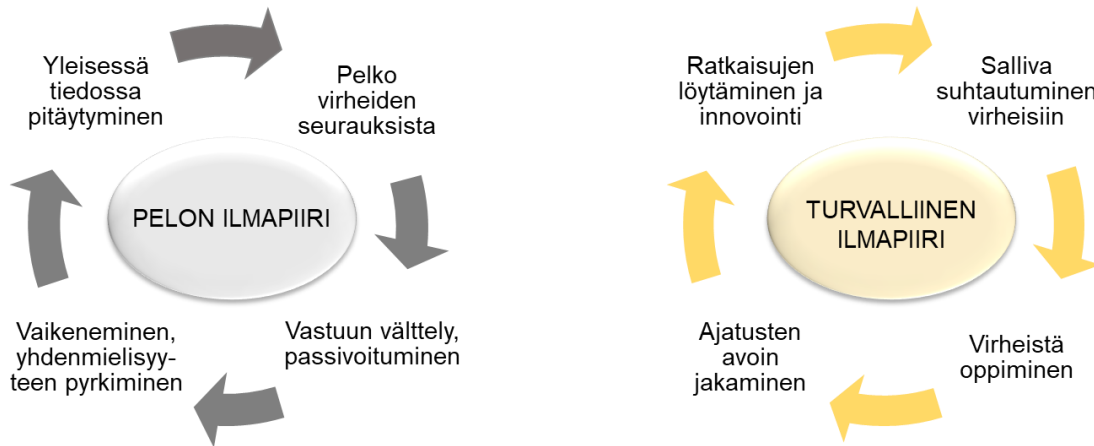 Yleisessä
tiedossa
pitäytyminen
Pelko
virheiden
seurauksista
PELON ILMAPIIRI
Vaikeneminen,
yhdenmielisyy-
teen pyrkiminen
Vastuun välttely,
passivoituminen
Ratkaisujen
löytäminen ja
innovointi
Salliva
suhtautuminen
virheisiin
TURVALLIINEN
ILMAPIIRI
Ajatusten
avoin
jakaminen
Virheistä
oppiminen